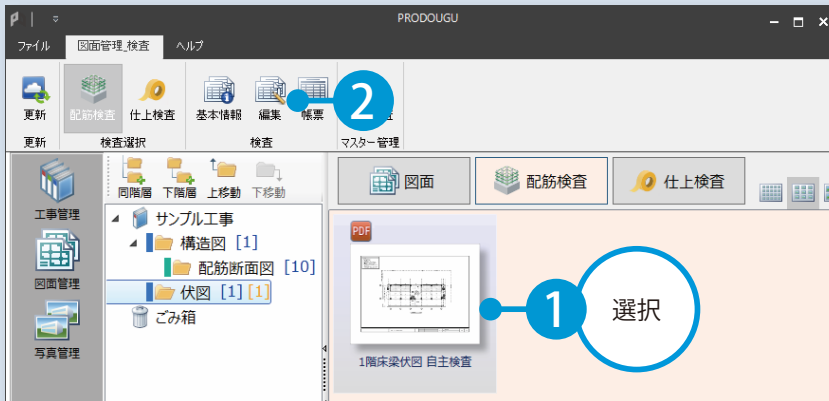 PRODOUGU
ファイル 図面管理_検査 ヘルプ
更新 配筋検査 仕上検査 基本情報 編集 帳票
2
更新 検査選択 検査 マスター管理
工事管理
図面管理
写真管理
同階層 下階層 上移動 下移動
サンプル工事
構造図 [1]
配筋断面図 [10]
伏図 [1] [1]
ごみ箱
図面 配筋検査 仕上検査
PDF
1階床梁伏図 自主検査
1 選択